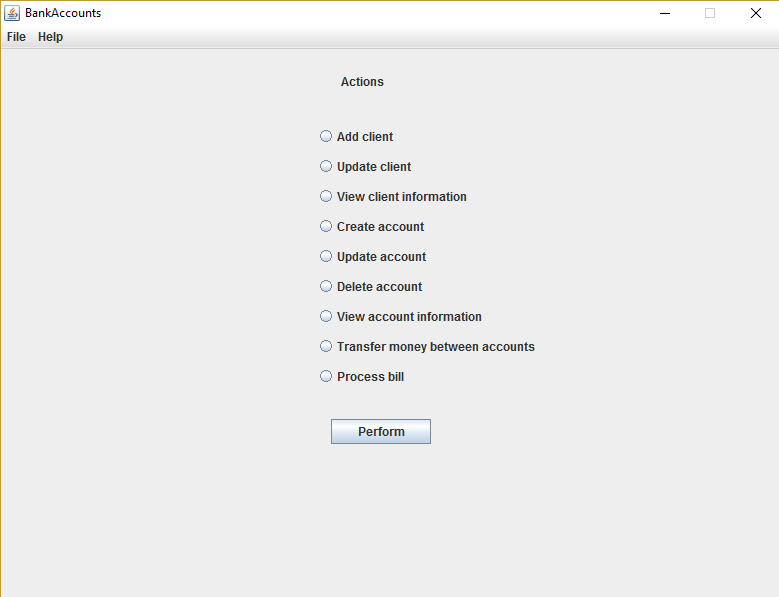 BankAccounts
File Help
Actions
Add client
Update client
View client information
Create account
Update account
Delete account
View account information
Transfer money between accounts
Process bill
Perform